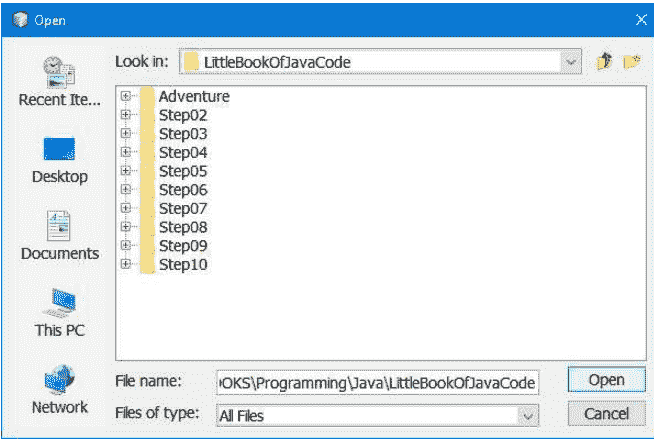 Open
Look in: LittleBookOfJavaCode
Recent Ite...
Desktop
Documents
This PC
Network
Adventure
Step02
Step03
Step04
Step05
Step06
Step07
Step08
Step09
Step10
File name: OKS\Programming\Java\LittleBookOfJavaCode
Open
Files of type: All Files
Cancel